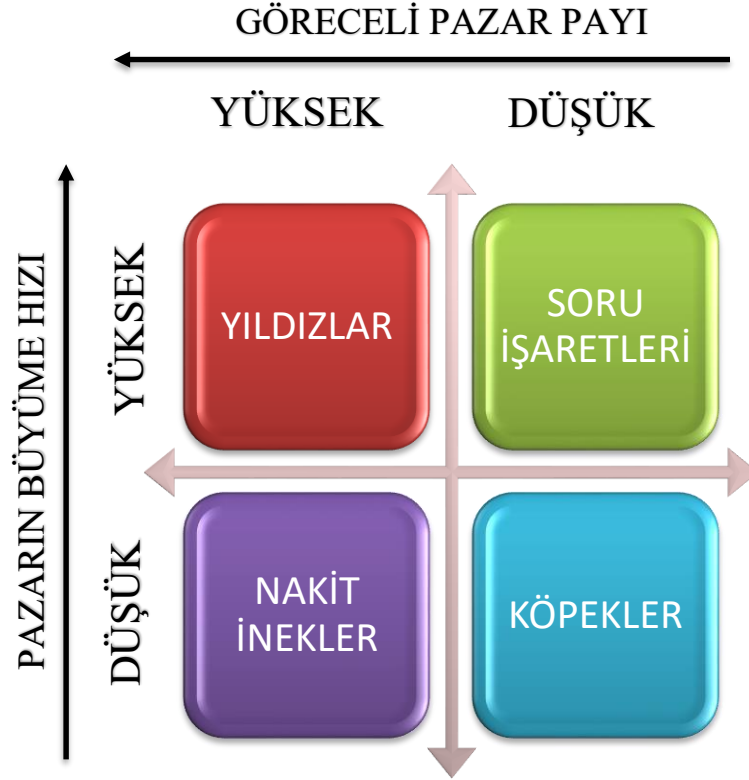 GÖRECELİ PAZAR PAYI
YÜKSEK
DÜŞÜK
PAZARIN BÜYÜME HIZI
YÜKSEK
DÜŞÜK
YILDIZLAR
SORU
İŞARETLERİ
NAKİT
İNEKLER
KÖPEKLER